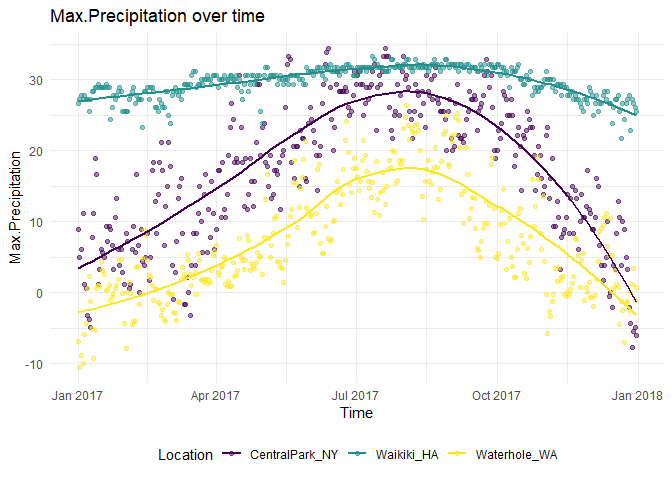 Max.Precipitation over time
Max.Precipitation
30
20
10
0
-10
Jan 2017 Apr 2017 Jul 2017 Oct 2017 Jan 2018
Time
Location CentralPark_NY Waikiki_HA Waterhole_WA